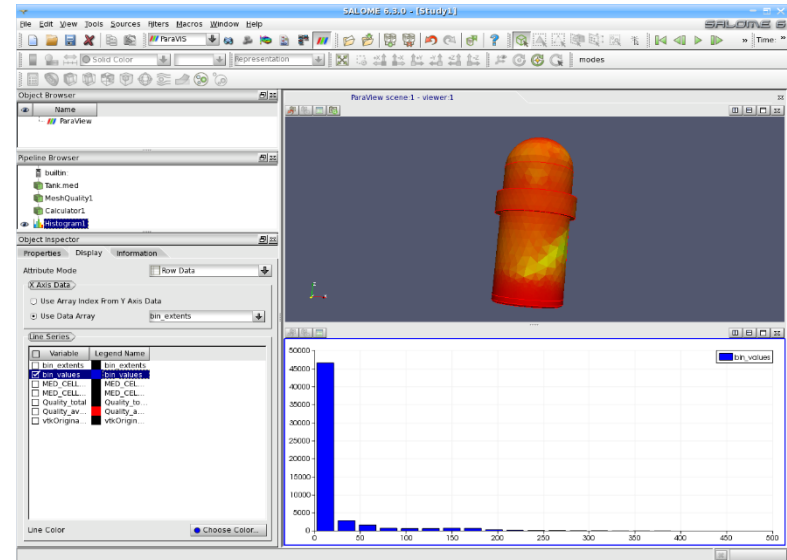 SALOME 6.3.0 - [Study1]
File Edit View Tools Sources Filters Macros Window Help
SALOME 6
ParaVIS
» Time: »
Solid Color
Representation
modes
Object Browser
Name
ParaView
Pipeline Browser
builtin:
Tank.med
MeshQuality1
Calculator1
Histogram1
Object Inspector
Properties Display Information
Attribute Mode Row Data
X Axis Data
Use Array Index From Y Axis Data
Use Data Array bin_extents
Line Series
Variable Legend Name
bin_extents bin_extents
bin_values bin_values
MED_CELL... MED_CEL...
MED_CELL... MED_CEL...
Quality_total Quality_to...
Quality_av... Quality_a...
vtkOrigina... vtkOrigin...
Line Color Choose Color...
ParaView scene:1 - viewer:1
bin_values
50000
45000
40000
35000
30000
25000
20000
15000
10000
5000
0
0 50 100 150 200 250 300 350 400 450 500